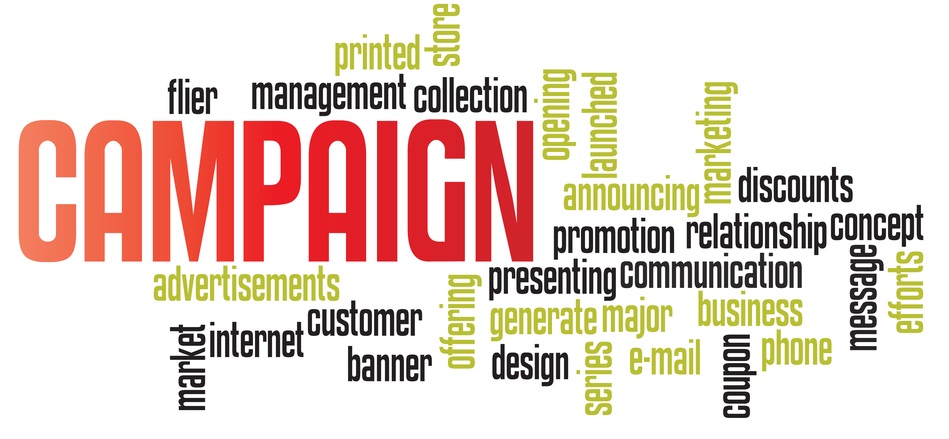 store
printed
flier
management
collection
opening
launched
marketing
CAMPAIGN
announcing
discounts
promotion
relationship
concept
advertisements
presenting
communication
message
efforts
offering
customer
generate
major
business
market
internet
banner
design
series
e-mail
coupon
phone